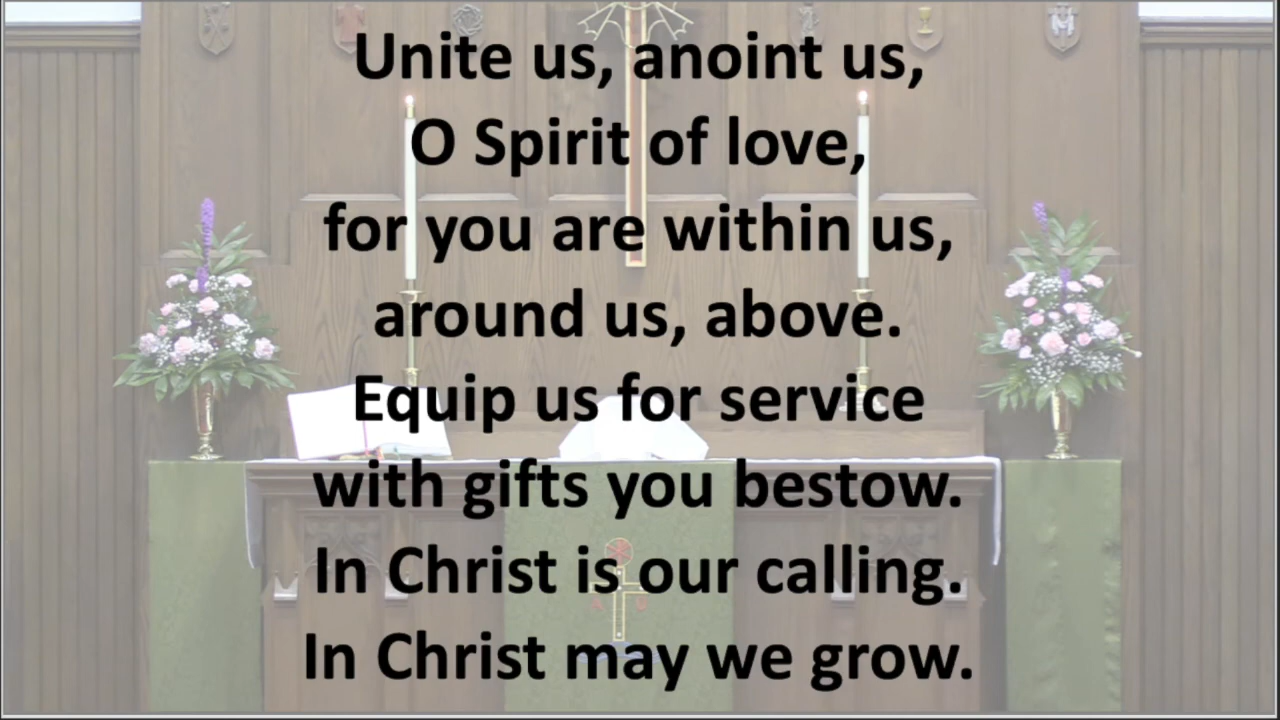 Unite us, anoint us,
O Spirit of love,
for you are within us,
around us, above.
Equip us for service
with gifts you bestow.
In Christ is our calling.
In Christ may we grow.